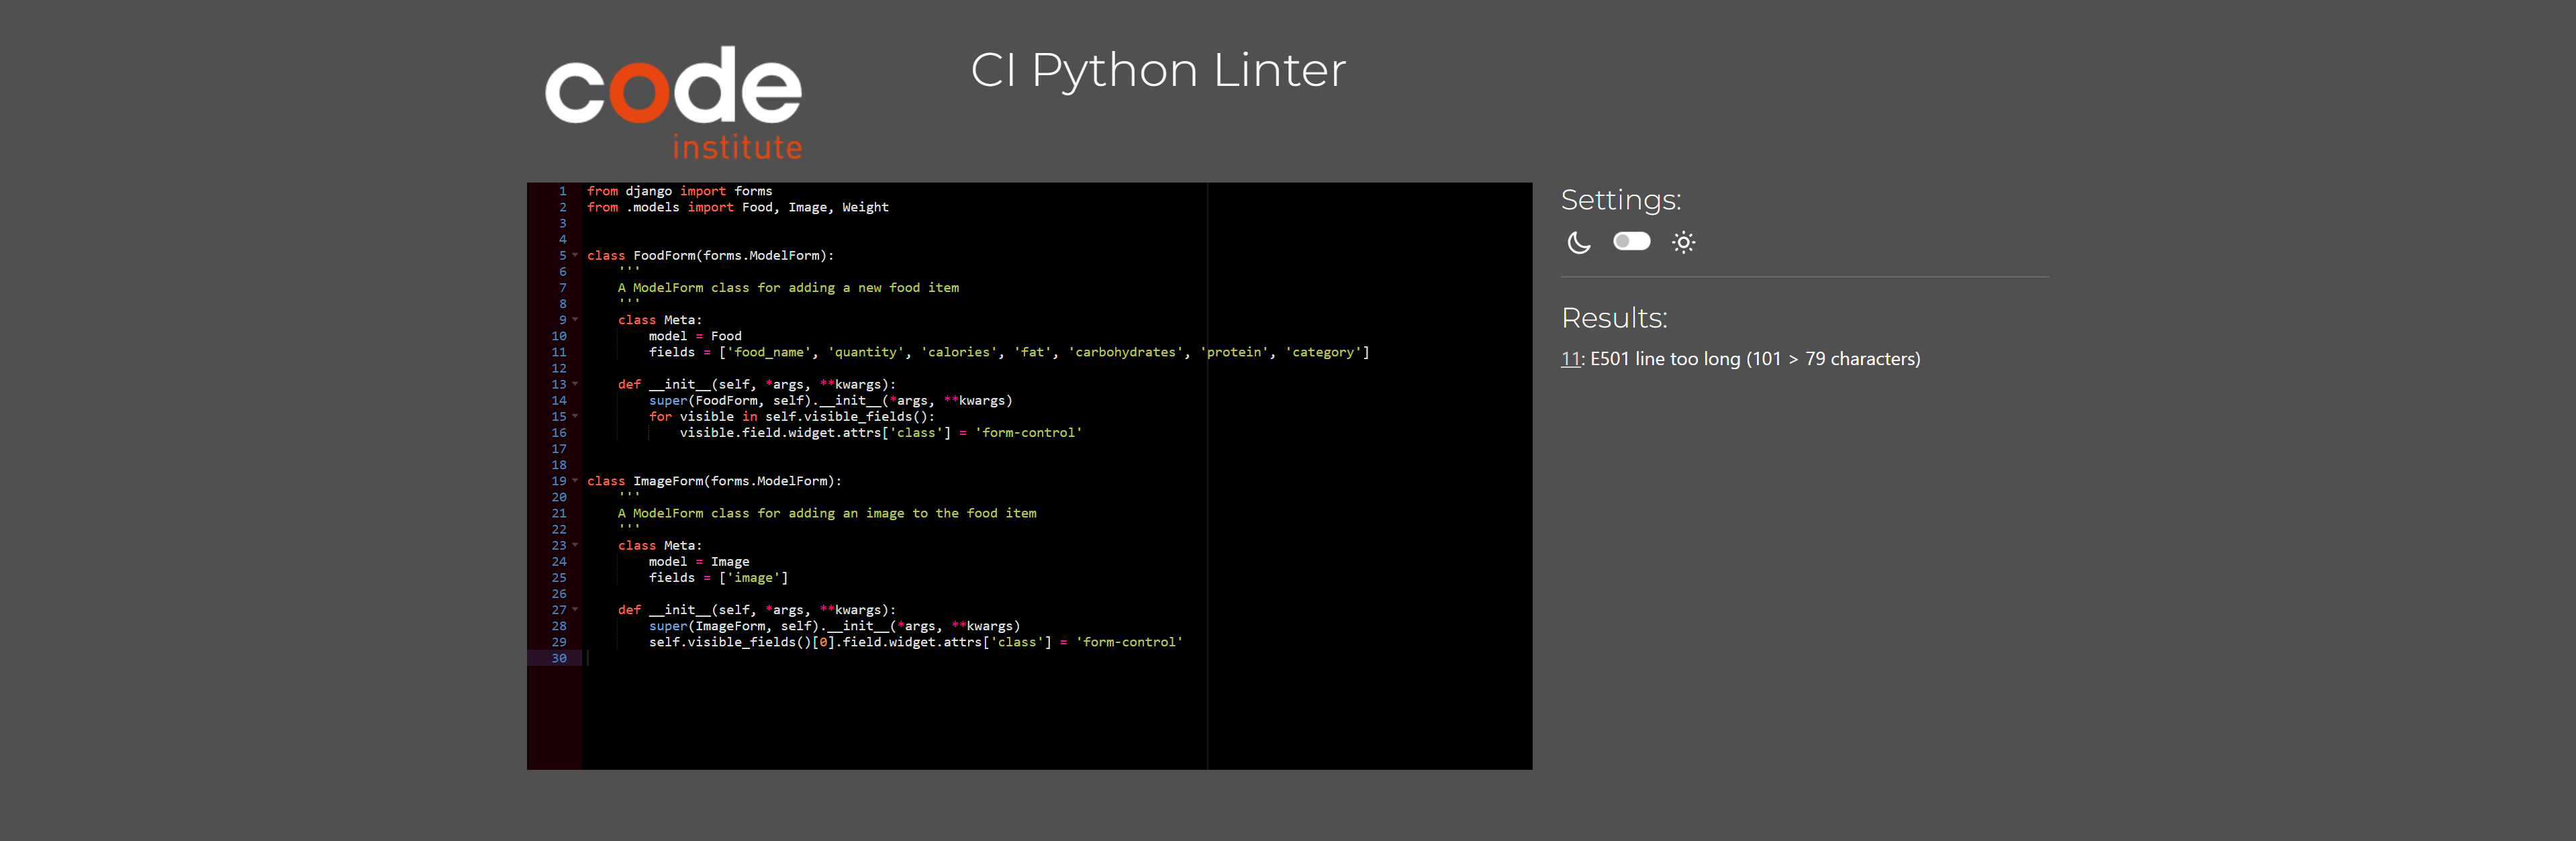 code
institute
CI Python Linter
1 from django import forms
2 from .models import Food, Image, Weight
3
4
5 class FoodForm(forms.ModelForm):
6     '''
7     A ModelForm class for adding a new food item
8     '''
9     class Meta:
10         model = Food
11         fields = ['food_name', 'quantity', 'calories', 'fat', 'carbohydrates', 'protein', 'category']
12
13     def __init__(self, *args, **kwargs):
14         super(FoodForm, self).__init__(*args, **kwargs)
15         for visible in self.visible_fields():
16             visible.field.widget.attrs['class'] = 'form-control'
17
18
19 class ImageForm(forms.ModelForm):
20     '''
21     A ModelForm class for adding an image to the food item
22     '''
23     class Meta:
24         model = Image
25         fields = ['image']
26
27     def __init__(self, *args, **kwargs):
28         super(ImageForm, self).__init__(*args, **kwargs)
29         self.visible_fields()[0].field.widget.attrs['class'] = 'form-control'
30
Settings:
Results:
11: E501 line too long (101 > 79 characters)